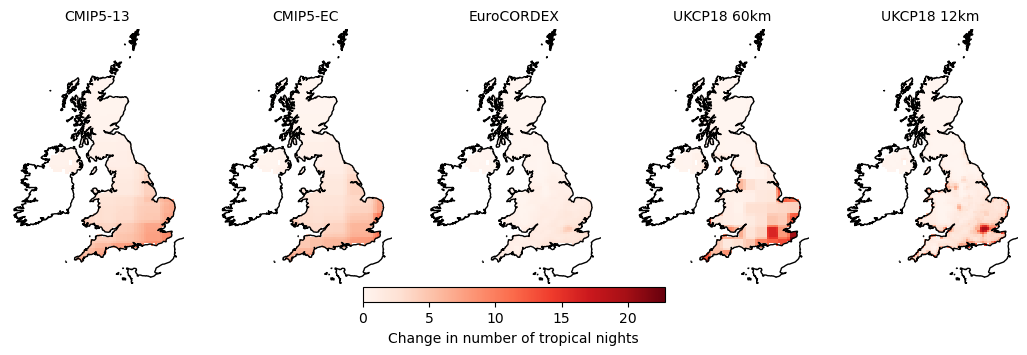 CMIP5-13 CMIP5-EC EuroCORDEX UKCP18 60km UKCP18 12km
0 5 10 15 20
Change in number of tropical nights